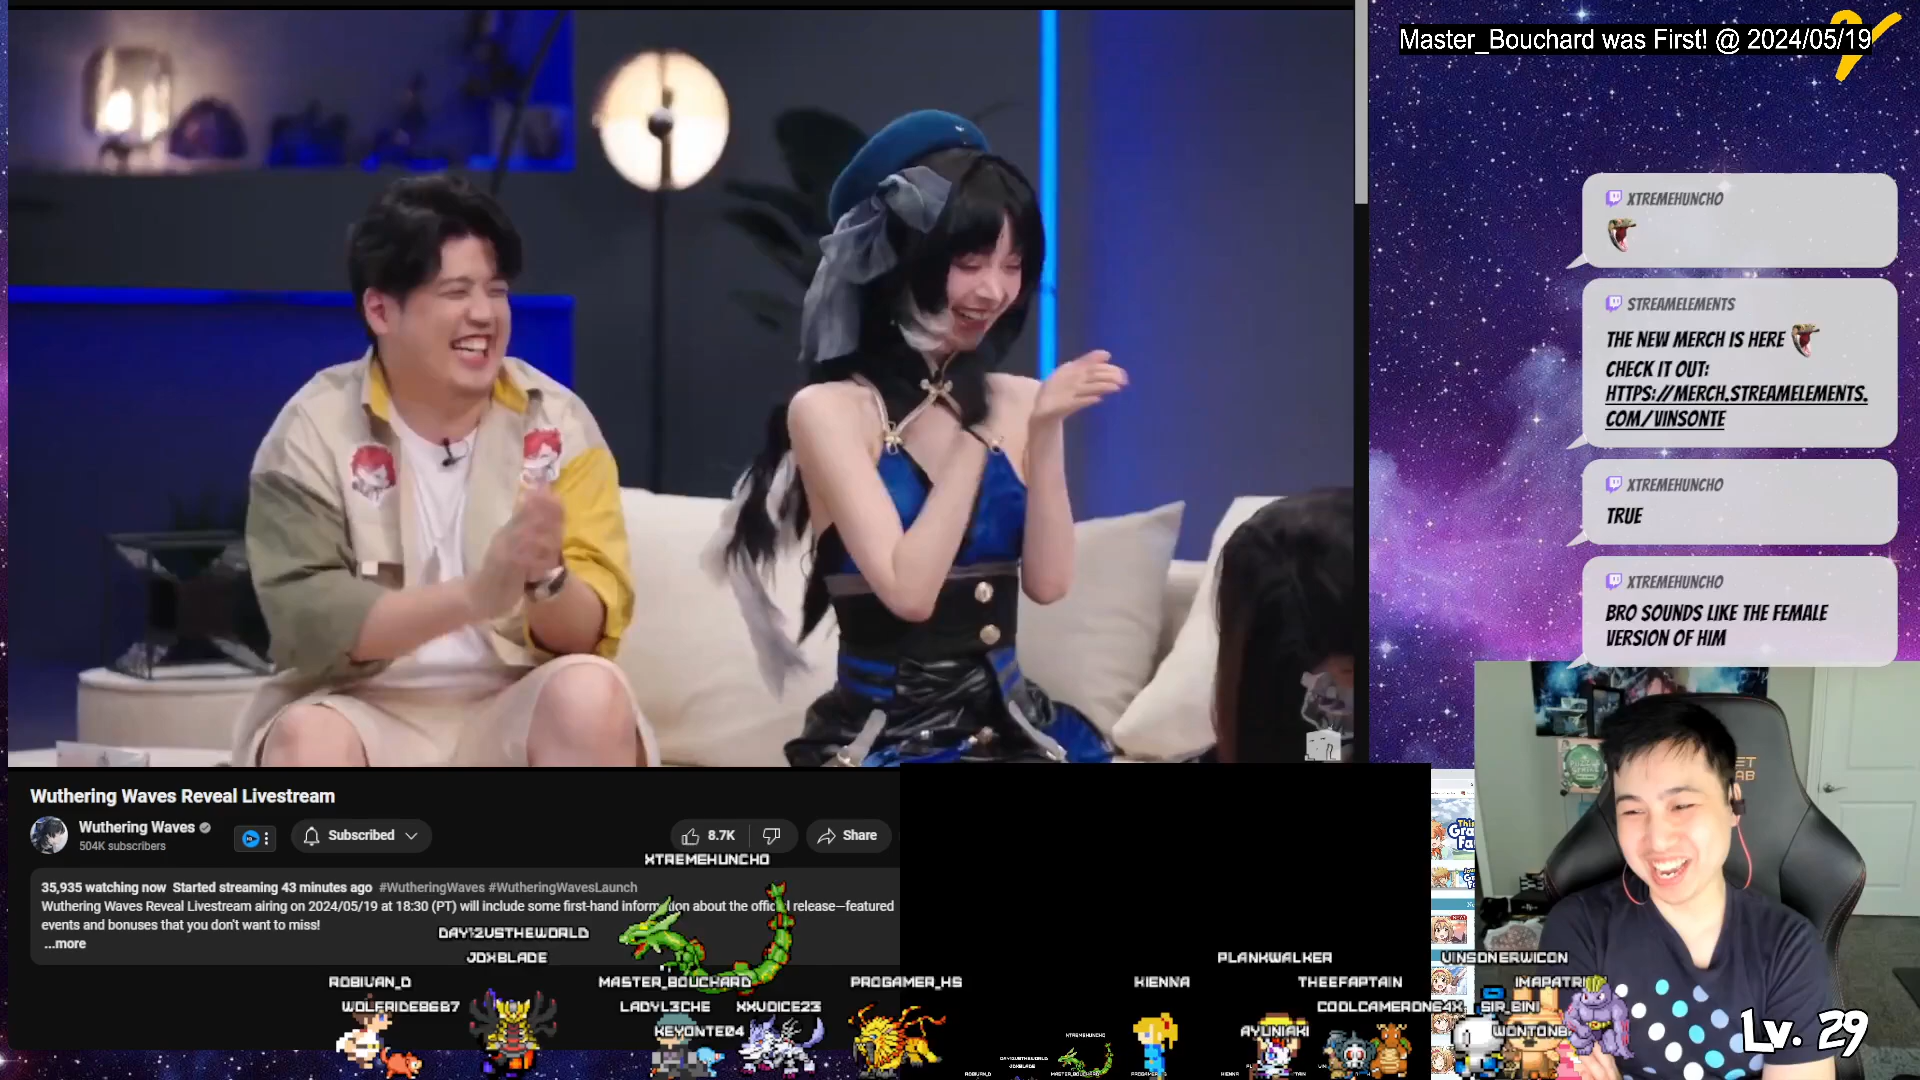 Master_Bouchard was First! @ 2024/05/19
XTREMEHUNCHO
STREAMELEMENTS
THE NEW MERCH IS HERE
CHECK IT OUT:
HTTPS://MERCH.STREAMELEMENTS.
COM/VINSONTE
XTREMEHUNCHO
TRUE
XTREMEHUNCHO
BRO SOUNDS LIKE THE FEMALE
VERSION OF HIM
Wuthering Waves Reveal Livestream
Wuthering Waves
504K subscribers
Subscribed
8.7K
Share
35,935 watching now Started streaming 43 minutes ago #WutheringWaves #WutheringWavesLaunch
Wuthering Waves Reveal Livestream airing on 2024/05/19 at 18:30 (PT) will include some first-hand information about the official release—featured
events and bonuses that you don't want to miss!
...more
XTREMEHUNCHO
DAY12VSTHEWORLD
JDXBLADE
ROBIVAN_D
MASTER_BOUCHARD
PROGAMER_HS
KIENNA
PLANKWALKER
THEEFAPTAIN
VINSONERWICON
IMAPATRI
WOLFRIDE8687
LADYL3CHE
XXVOICE23
COOLCAMERON64X
SIR_BINI
KEYONTE04
AYUNIAKI
WONTONB
Lv. 29